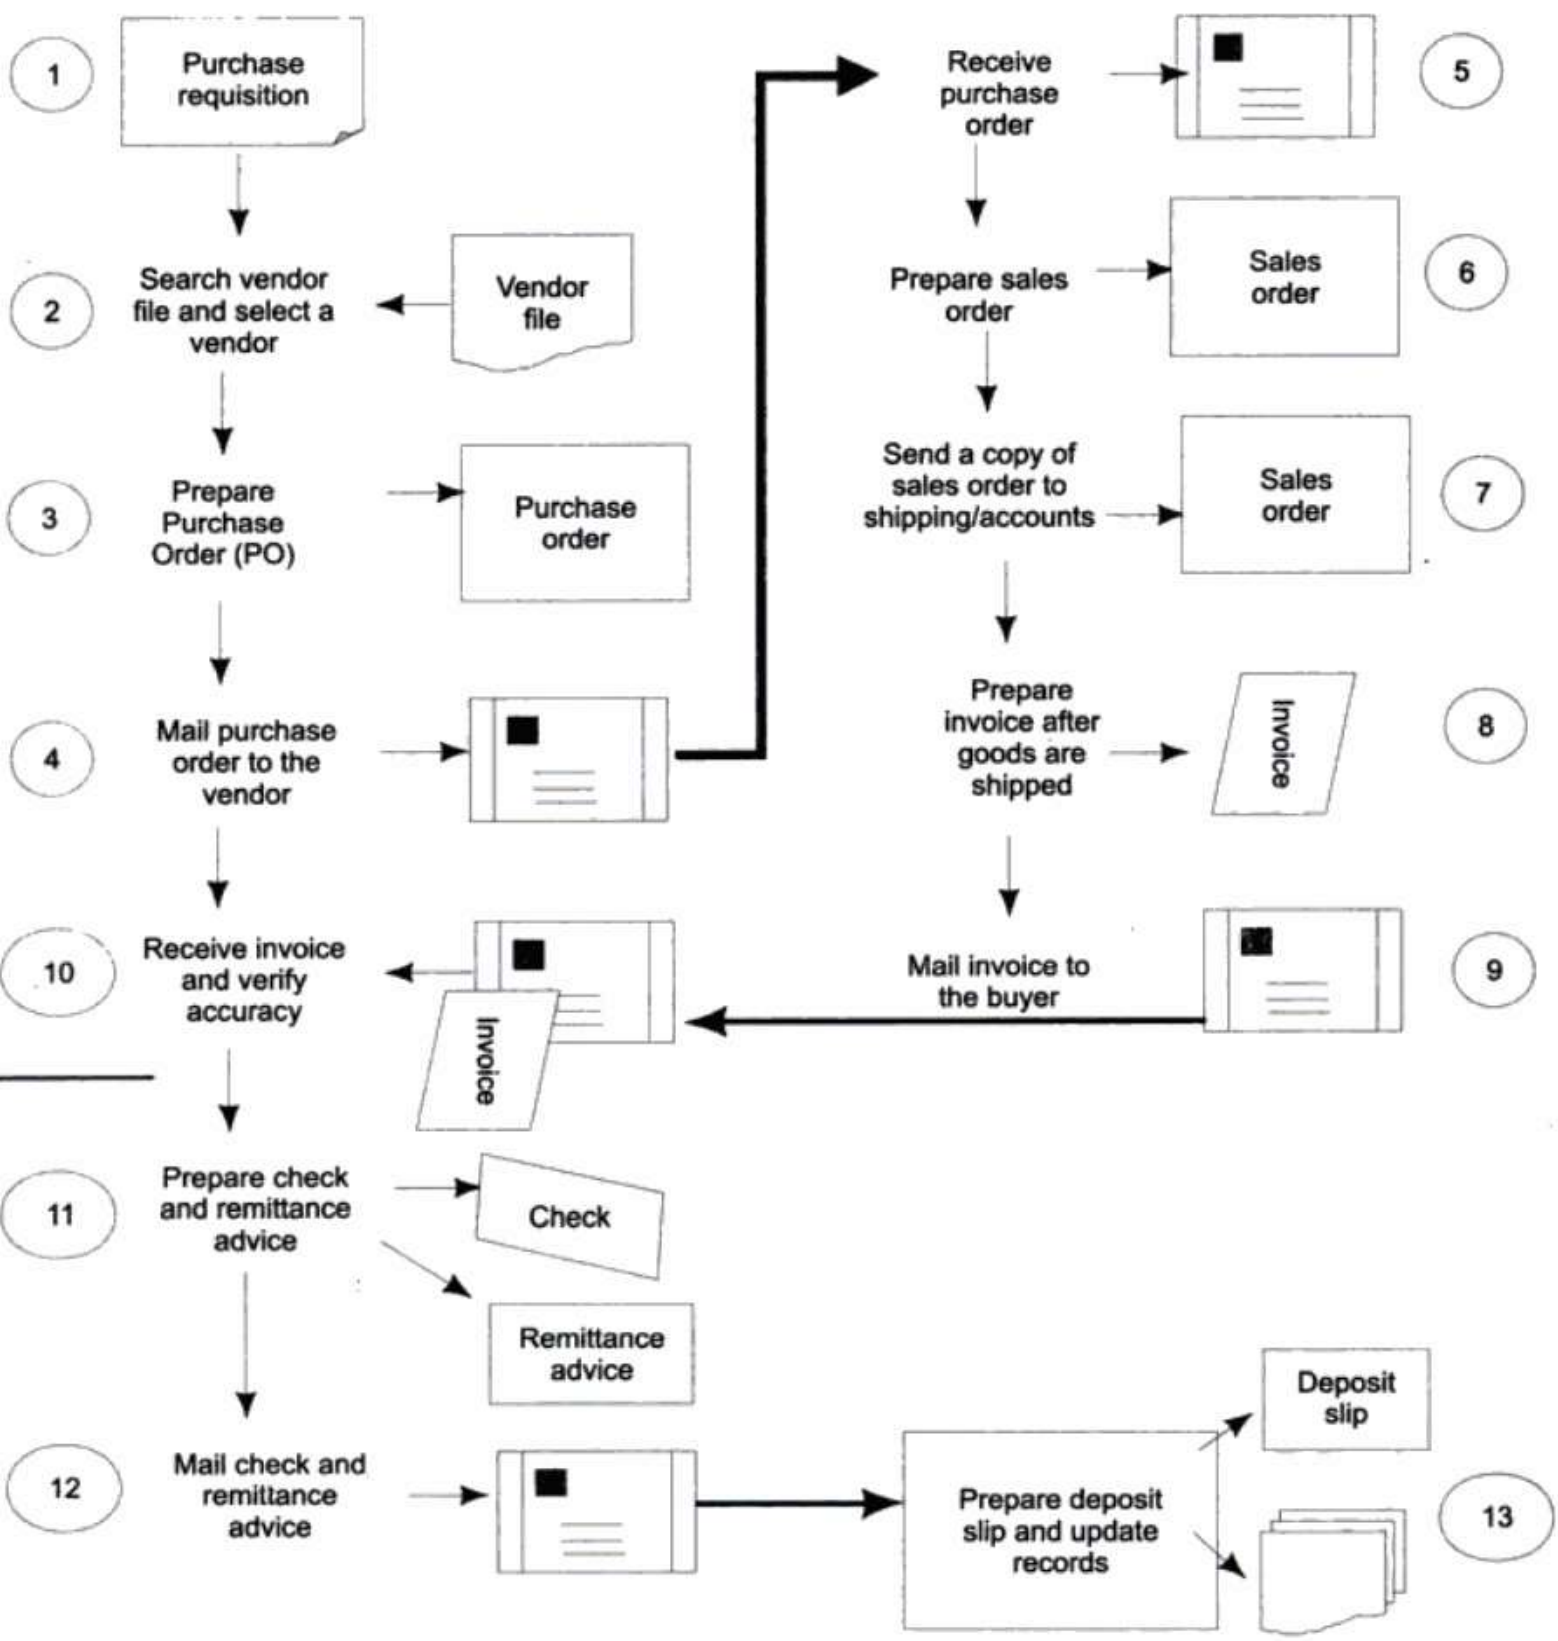 1
Purchase
requisition
2
Search vendor
file and select a
vendor
Vendor
file
3
Prepare
Purchase
Order (PO)
Purchase
order
4
Mail purchase
order to the
vendor
Receive
purchase
order
5
Prepare sales
order
Sales
order
6
Send a copy of
sales order to
shipping/accounts
Sales
order
7
Prepare
invoice after
goods are
shipped
Invoice
8
Mail invoice to
the buyer
9
10
Receive invoice
and verify
accuracy
Invoice
11
Prepare check
and remittance
advice
Check
Remittance
advice
12
Mail check and
remittance
advice
Prepare deposit
slip and update
records
Deposit
slip
13